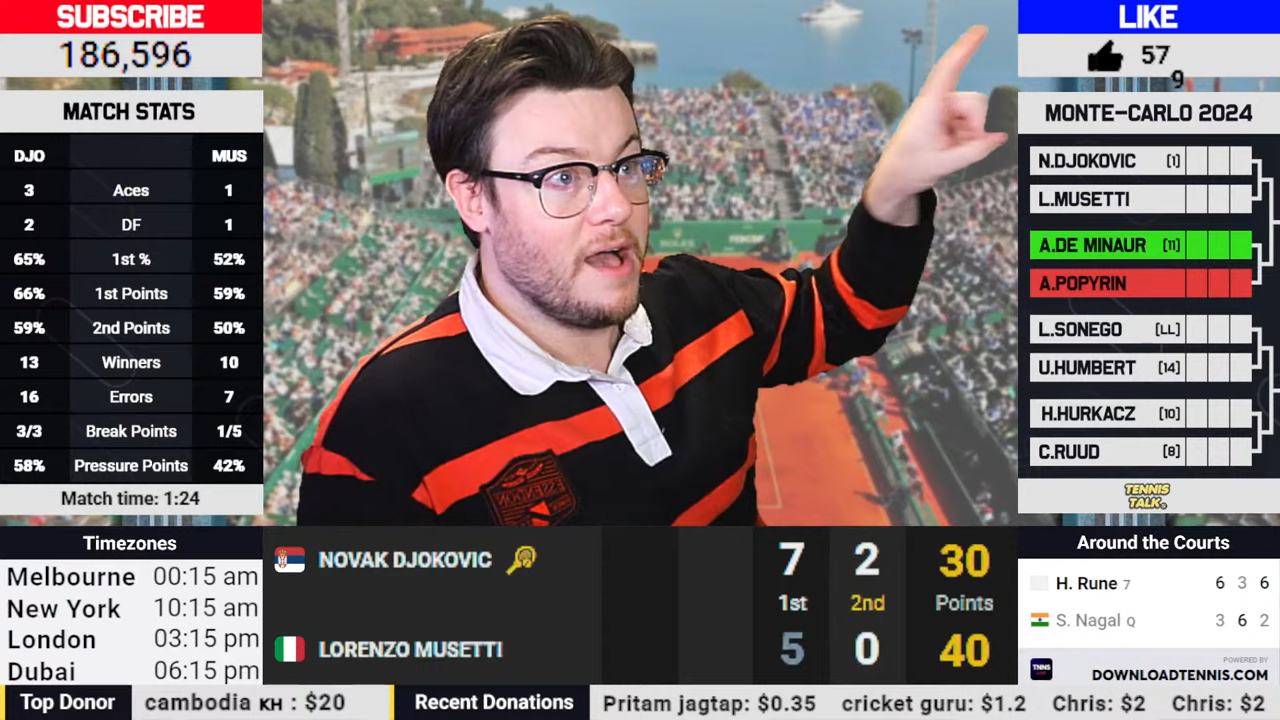 SUBSCRIBE
186,596
MATCH STATS
DJO MUS
3 Aces 1
2 DF 1
65% 1st % 52%
66% 1st Points 59%
59% 2nd Points 50%
13 Winners 10
16 Errors 7
3/3 Break Points 1/5
58% Pressure Points 42%
Match time: 1:24
Timezones
Melbourne 00:15 am
New York 10:15 am
London 03:15 pm
Dubai 06:15 pm
LIKE
57
9
MONTE-CARLO 2024
N.DJOKOVIC [1]
L.MUSETTI
A.DE MINAUR [11]
A.POPYRIN
L.SONEGO [LL]
U.HUMBERT [14]
H.HURKACZ [10]
C.RUUD [8]
TENNIS
TALK.
ROLEX
NOVAK DJOKOVIC 7 2 30
1st 2nd Points
LORENZO MUSETTI 5 0 40
Around the Courts
H. Rune 7 6 3 6
S. Nagal Q 3 6 2
POWERED BY
TNNS
DOWNLOADTENNIS.COM
Top Donor cambodia KH : $20 Recent Donations Pritam jagtap: $0.35 cricket guru: $1.2 Chris: $2 Chris: $2